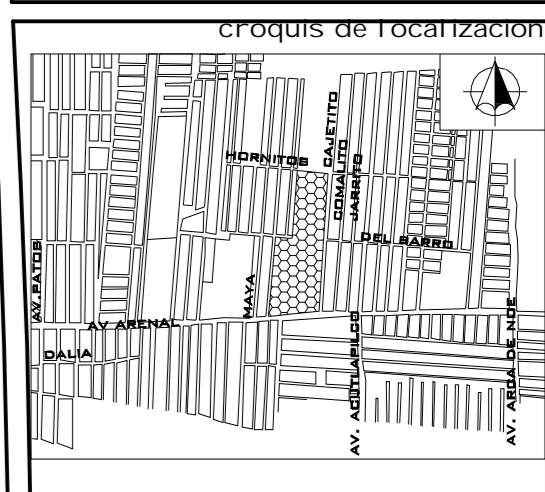 croquis de localizacion
HORNITOS
CAJETITO
COMALITO
JARRITO
DEL BARRO
AV.PATOS
MAYA
AV ARENAL
DALIA
AV. ACUTLAPILCO
AV. ARCA DE NOE